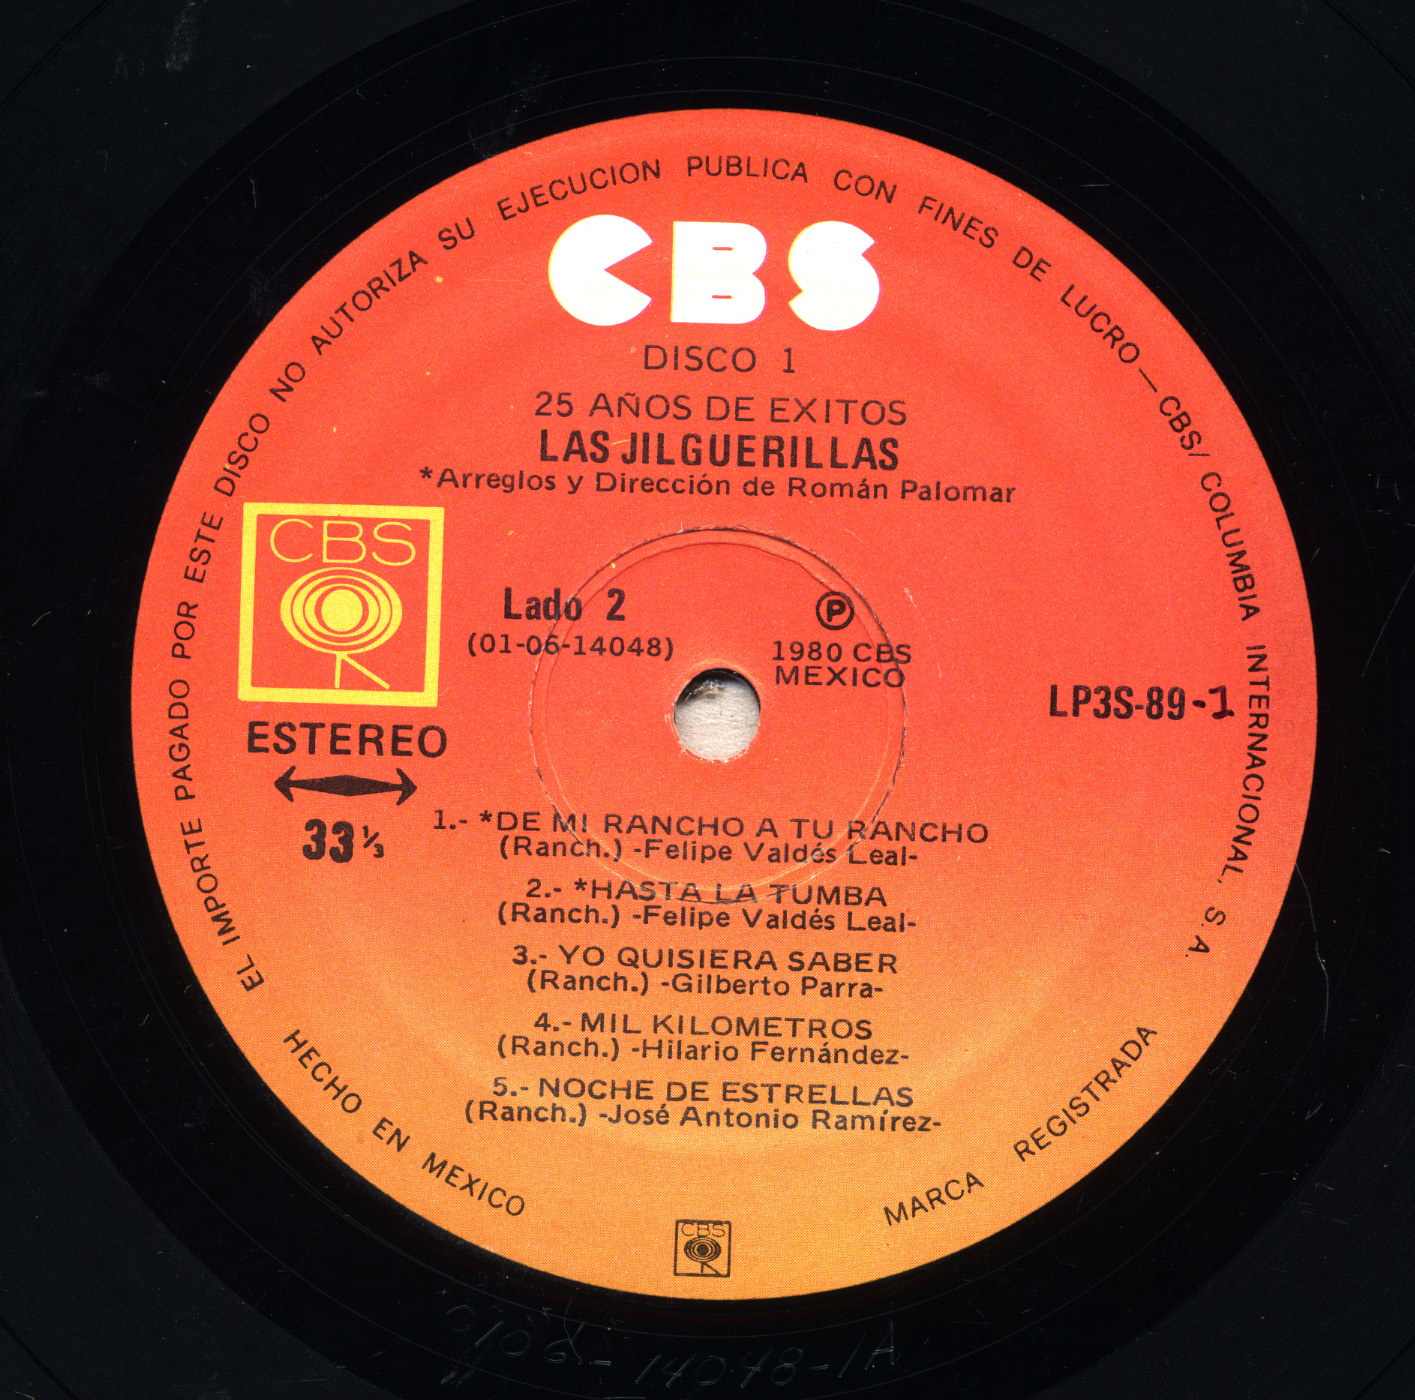 EL IMPORTE PAGADO POR ESTE DISCO NO AUTORIZA SU EJECUCION PUBLICA CON FINES DE LUCRO — CBS/ COLUMBIA INTERNACIONAL, S. A.
CBS
DISCO 1
25 AÑOS DE EXITOS
LAS JILGUERILLAS
*Arreglos y Dirección de Román Palomar
CBS
ESTEREO
33 ⅓
Lado 2
(01-06-14048)
Ⓟ
1980 CBS
MEXICO
LP3S-89-1
1.- *DE MI RANCHO A TU RANCHO
(Ranch.) -Felipe Valdés Leal-
2.- *HASTA LA TUMBA
(Ranch.) -Felipe Valdés Leal-
3.- YO QUISIERA SABER
(Ranch.) -Gilberto Parra-
4.- MIL KILOMETROS
(Ranch.) -Hilario Fernández-
5.- NOCHE DE ESTRELLAS
(Ranch.) -José Antonio Ramírez-
HECHO EN MEXICO
CBS
MARCA REGISTRADA
0106-14048-1A